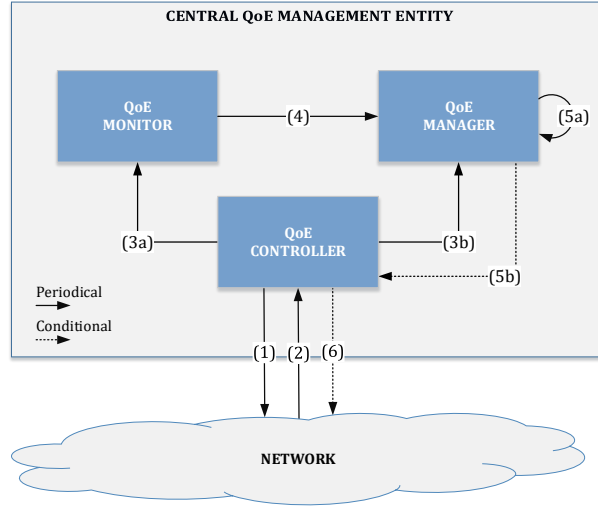 CENTRAL QoE MANAGEMENT ENTITY
QoE
MONITOR
QoE
MANAGER
(4)
(5a)
QoE
CONTROLLER
(3a)
(3b)
(5b)
Periodical
Conditional
(1)
(2)
(6)
NETWORK